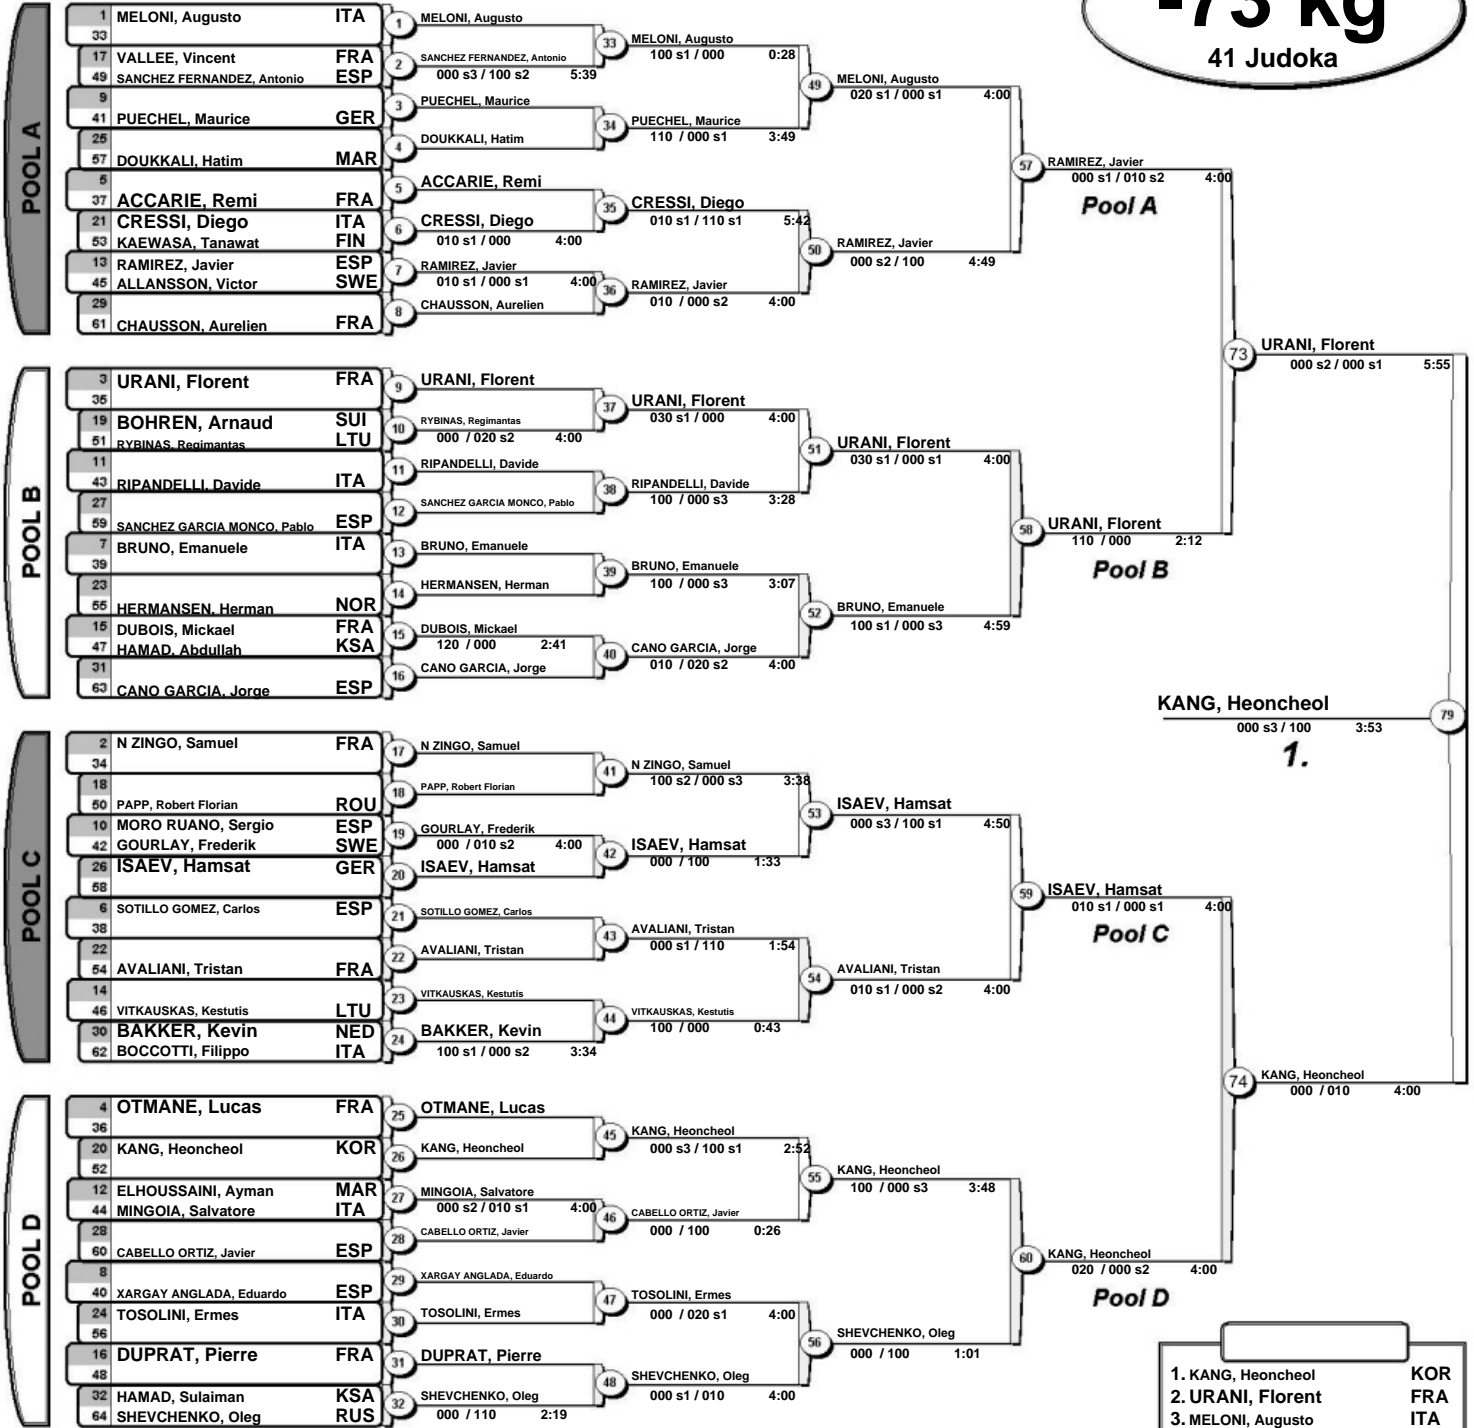 -73 kg
41 Judoka
POOL A
1 MELONI, Augusto ITA
33
17 VALLEE, Vincent FRA
49 SANCHEZ FERNANDEZ, Antonio ESP
9
41 PUECHEL, Maurice GER
25
57 DOUKKALI, Hatim MAR
5
37 ACCARIE, Remi FRA
21 CRESSI, Diego ITA
53 KAEWASA, Tanawat FIN
13 RAMIREZ, Javier ESP
45 ALLANSSON, Victor SWE
29
61 CHAUSSON, Aurelien FRA
1 MELONI, Augusto
2 SANCHEZ FERNANDEZ, Antonio
000 s3 / 100 s2 5:39
3 PUECHEL, Maurice
4 DOUKKALI, Hatim
5 ACCARIE, Remi
6 CRESSI, Diego
010 s1 / 000 4:00
7 RAMIREZ, Javier
010 s1 / 000 s1 4:00
8 CHAUSSON, Aurelien
33 MELONI, Augusto
100 s1 / 000 0:28
34 PUECHEL, Maurice
110 / 000 s1 3:49
35 CRESSI, Diego
010 s1 / 110 s1 5:42
36 RAMIREZ, Javier
010 / 000 s2 4:00
49 MELONI, Augusto
020 s1 / 000 s1 4:00
50 RAMIREZ, Javier
000 s2 / 100 4:49
57 RAMIREZ, Javier
000 s1 / 010 s2 4:00
Pool A
POOL B
3 URANI, Florent FRA
35
19 BOHREN, Arnaud SUI
51 RYBINAS, Regimantas LTU
11
43 RIPANDELLI, Davide ITA
27
59 SANCHEZ GARCIA MONCO, Pablo ESP
7 BRUNO, Emanuele ITA
39
23
55 HERMANSEN, Herman NOR
15 DUBOIS, Mickael FRA
47 HAMAD, Abdullah KSA
31
63 CANO GARCIA, Jorge ESP
9 URANI, Florent
10 RYBINAS, Regimantas
000 / 020 s2 4:00
11 RIPANDELLI, Davide
12 SANCHEZ GARCIA MONCO, Pablo
13 BRUNO, Emanuele
14 HERMANSEN, Herman
15 DUBOIS, Mickael
120 / 000 2:41
16 CANO GARCIA, Jorge
37 URANI, Florent
030 s1 / 000 4:00
38 RIPANDELLI, Davide
100 / 000 s3 3:28
39 BRUNO, Emanuele
100 / 000 s3 3:07
40 CANO GARCIA, Jorge
010 / 020 s2 4:00
51 URANI, Florent
030 s1 / 000 s1 4:00
52 BRUNO, Emanuele
100 s1 / 000 s3 4:59
58 URANI, Florent
110 / 000 2:12
Pool B
73 URANI, Florent
000 s2 / 000 s1 5:55
KANG, Heoncheol 79
000 s3 / 100 3:53
1.
POOL C
2 N ZINGO, Samuel FRA
34
18
50 PAPP, Robert Florian ROU
10 MORO RUANO, Sergio ESP
42 GOURLAY, Frederik SWE
26 ISAEV, Hamsat GER
58
6 SOTILLO GOMEZ, Carlos ESP
38
22
54 AVALIANI, Tristan FRA
14
46 VITKAUSKAS, Kestutis LTU
30 BAKKER, Kevin NED
62 BOCCOTTI, Filippo ITA
17 N ZINGO, Samuel
18 PAPP, Robert Florian
19 GOURLAY, Frederik
000 / 010 s2 4:00
20 ISAEV, Hamsat
21 SOTILLO GOMEZ, Carlos
22 AVALIANI, Tristan
23 VITKAUSKAS, Kestutis
24 BAKKER, Kevin
100 s1 / 000 s2 3:34
41 N ZINGO, Samuel
100 s2 / 000 s3 3:38
42 ISAEV, Hamsat
000 / 100 1:33
43 AVALIANI, Tristan
000 s1 / 110 1:54
44 VITKAUSKAS, Kestutis
100 / 000 0:43
53 ISAEV, Hamsat
000 s3 / 100 s1 4:50
54 AVALIANI, Tristan
010 s1 / 000 s2 4:00
59 ISAEV, Hamsat
010 s1 / 000 s1 4:00
Pool C
POOL D
4 OTMANE, Lucas FRA
36
20 KANG, Heoncheol KOR
52
12 ELHOUSSAINI, Ayman MAR
44 MINGOIA, Salvatore ITA
28
60 CABELLO ORTIZ, Javier ESP
8
40 XARGAY ANGLADA, Eduardo ESP
24 TOSOLINI, Ermes ITA
56
16 DUPRAT, Pierre FRA
48
32 HAMAD, Sulaiman KSA
64 SHEVCHENKO, Oleg RUS
25 OTMANE, Lucas
26 KANG, Heoncheol
27 MINGOIA, Salvatore
000 s2 / 010 s1 4:00
28 CABELLO ORTIZ, Javier
29 XARGAY ANGLADA, Eduardo
30 TOSOLINI, Ermes
31 DUPRAT, Pierre
32 SHEVCHENKO, Oleg
000 / 110 2:19
45 KANG, Heoncheol
000 s3 / 100 s1 2:52
46 CABELLO ORTIZ, Javier
000 / 100 0:26
47 TOSOLINI, Ermes
000 / 020 s1 4:00
48 SHEVCHENKO, Oleg
000 s1 / 010 4:00
55 KANG, Heoncheol
100 / 000 s3 3:48
56 SHEVCHENKO, Oleg
000 / 100 1:01
60 KANG, Heoncheol
020 / 000 s2 4:00
Pool D
74 KANG, Heoncheol
000 / 010 4:00
1. KANG, Heoncheol KOR
2. URANI, Florent FRA
3. MELONI, Augusto ITA